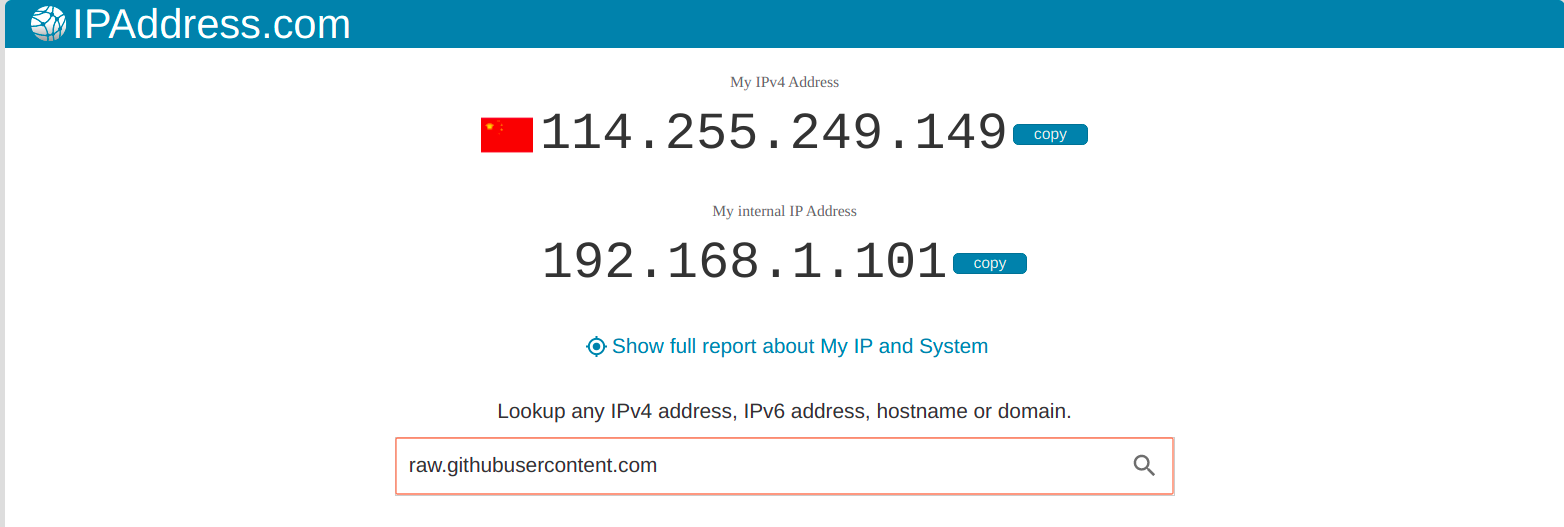 IPAddress.com
My IPv4 Address
114.255.249.149 copy
My internal IP Address
192.168.1.101 copy
Show full report about My IP and System
Lookup any IPv4 address, IPv6 address, hostname or domain.
raw.githubusercontent.com